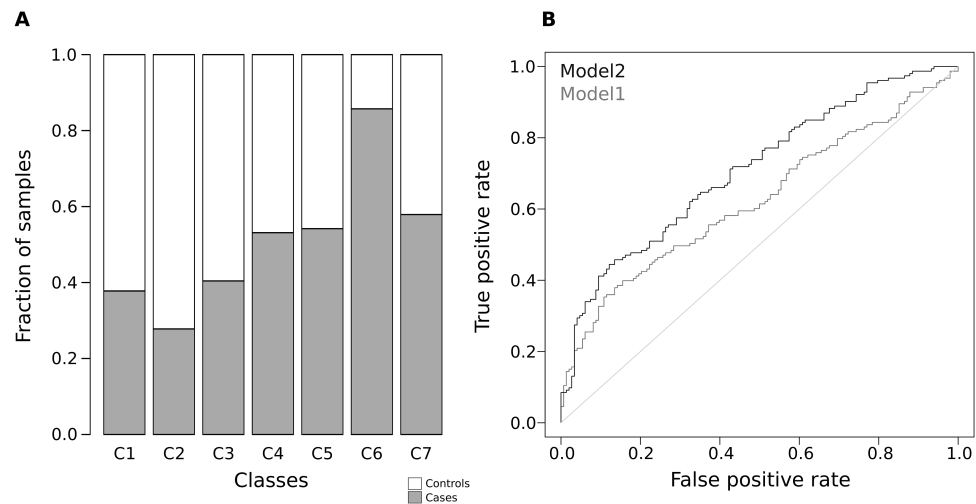 A
Fraction of samples
1.0
0.8
0.6
0.4
0.2
0.0
C1 C2 C3 C4 C5 C6 C7
Classes
Controls
Cases
B
True positive rate
1.0
0.8
0.6
0.4
0.2
0.0
Model2
Model1
0.0 0.2 0.4 0.6 0.8 1.0
False positive rate